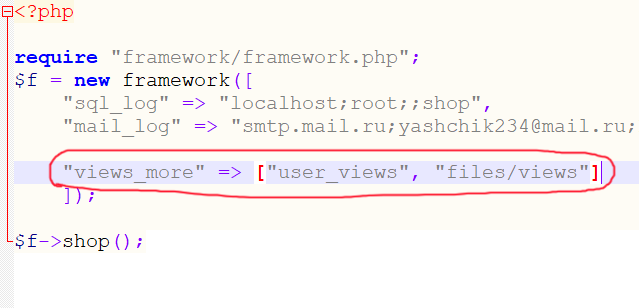 <?php
require "framework/framework.php";
$f = new framework([
"sql_log" => "localhost;root;;shop",
"mail_log" => "smtp.mail.ru;yashchik234@mail.ru;
"views_more" => ["user_views", "files/views"]
]);
$f->shop();